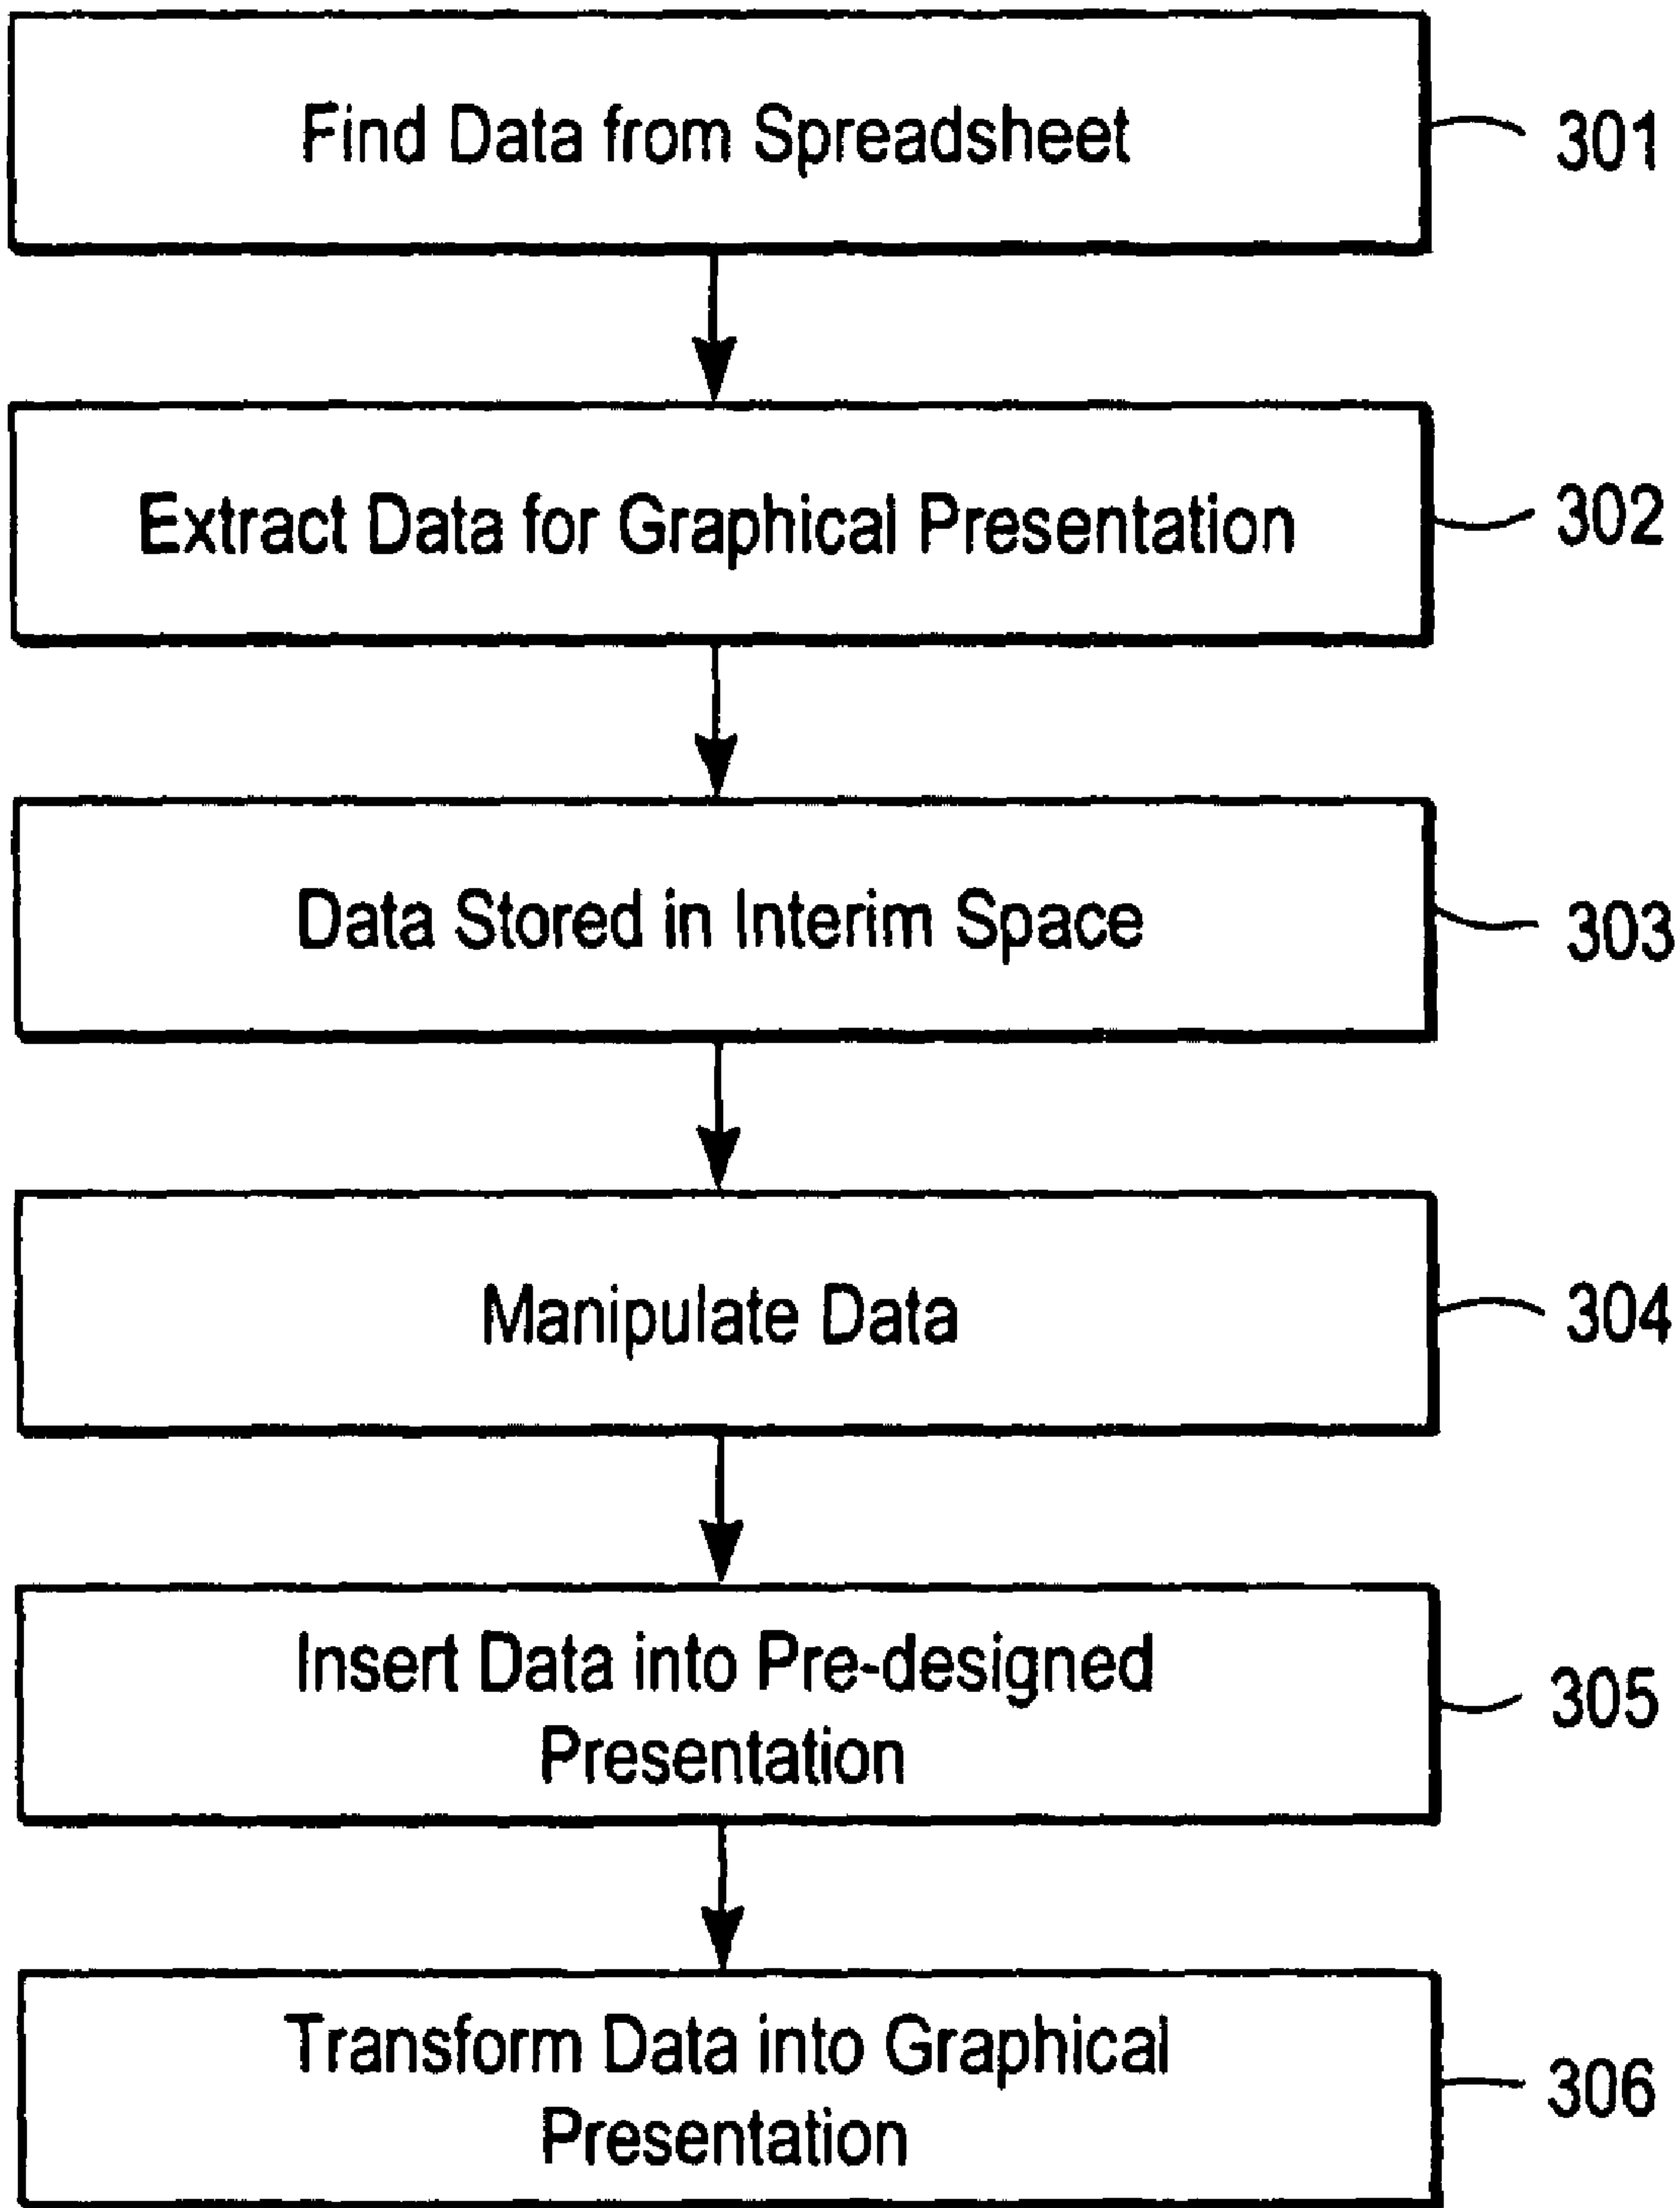 Find Data from Spreadsheet
301
Extract Data for Graphical Presentation
302
Data Stored in Interim Space
303
Manipulate Data
304
Insert Data into Pre-designed
Presentation
305
Transform Data into Graphical
Presentation
306